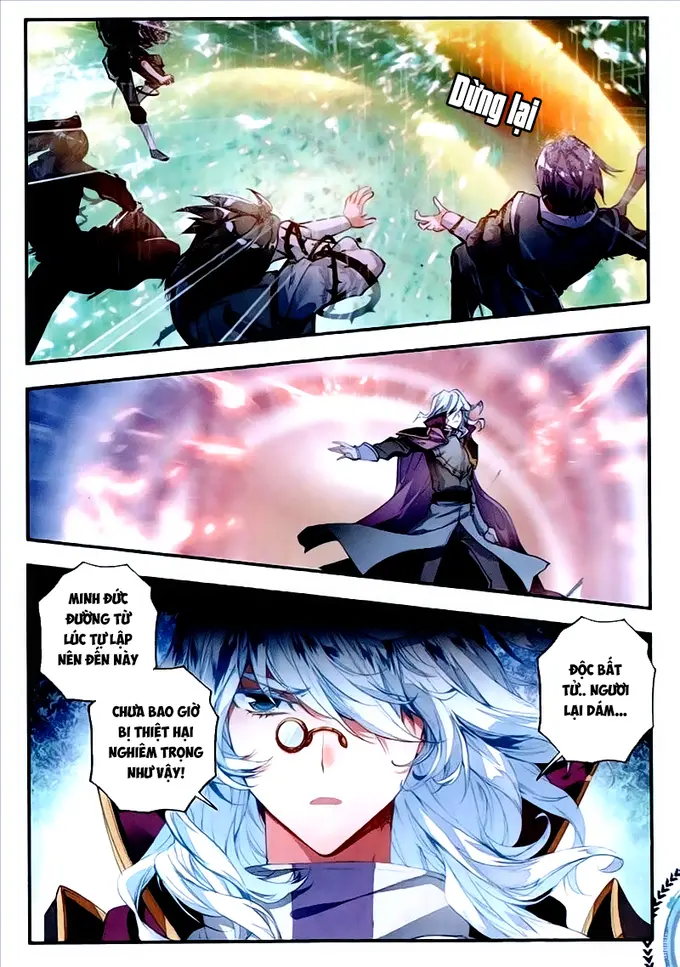 Dừng lại
MINH ĐỨC
ĐƯỜNG TỪ
LÚC TỰ LẬP
NÊN ĐẾN NÀY
CHƯA BAO GIỜ
BỊ THIỆT HẠI
NGHIÊM TRỌNG
NHƯ VẬY!
ĐỘC BẤT
TỬ.. NGƯƠI
LẠI DÁM...